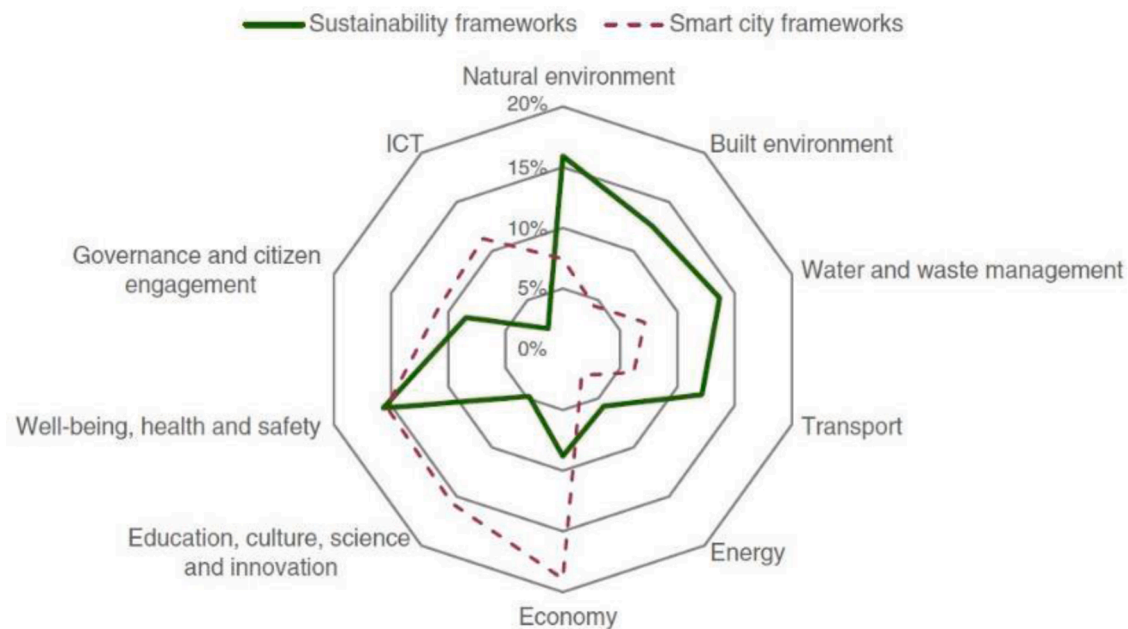 Sustainability frameworks
Smart city frameworks
Natural environment
20%
ICT
Built environment
15%
10%
Governance and citizen
engagement
Water and waste management
5%
0%
Well-being, health and safety
Transport
Education, culture, science
and innovation
Energy
Economy